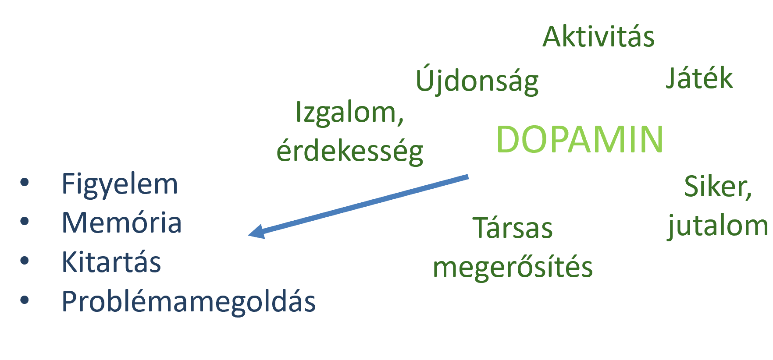 Aktivitás
Újdonság
Játék
Izgalom,
érdekesség
DOPAMIN
Siker,
jutalom
Társas
megerősítés
• Figyelem
• Memória
• Kitartás
• Problémamegoldás